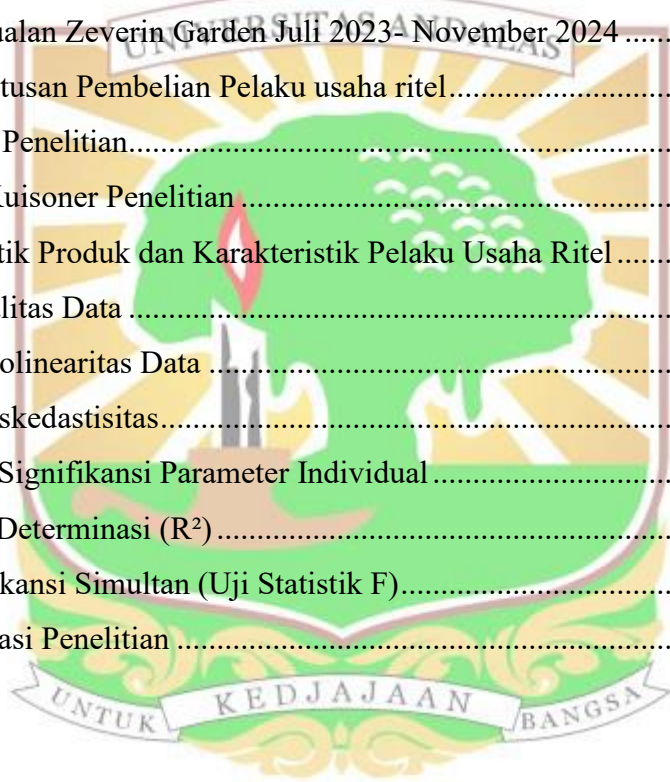 ualan Zeverin Garden Juli 2023- November 2024 ......
UNIVERSITAS ANDALAS
tusan Pembelian Pelaku usaha ritel..............................
Penelitian.......................................................................
Kuisoner Penelitian .......................................................
tik Produk dan Karakteristik Pelaku Usaha Ritel .......
litas Data .....................................................................
olinearitas Data ............................................................
skedastisitas..................................................................
Signifikansi Parameter Individual ...............................
Determinasi (R²) ..........................................................
kansi Simultan (Uji Statistik F)....................................
asi Penelitian ................................................................
UNTUK KEDJAJAAN BANGSA